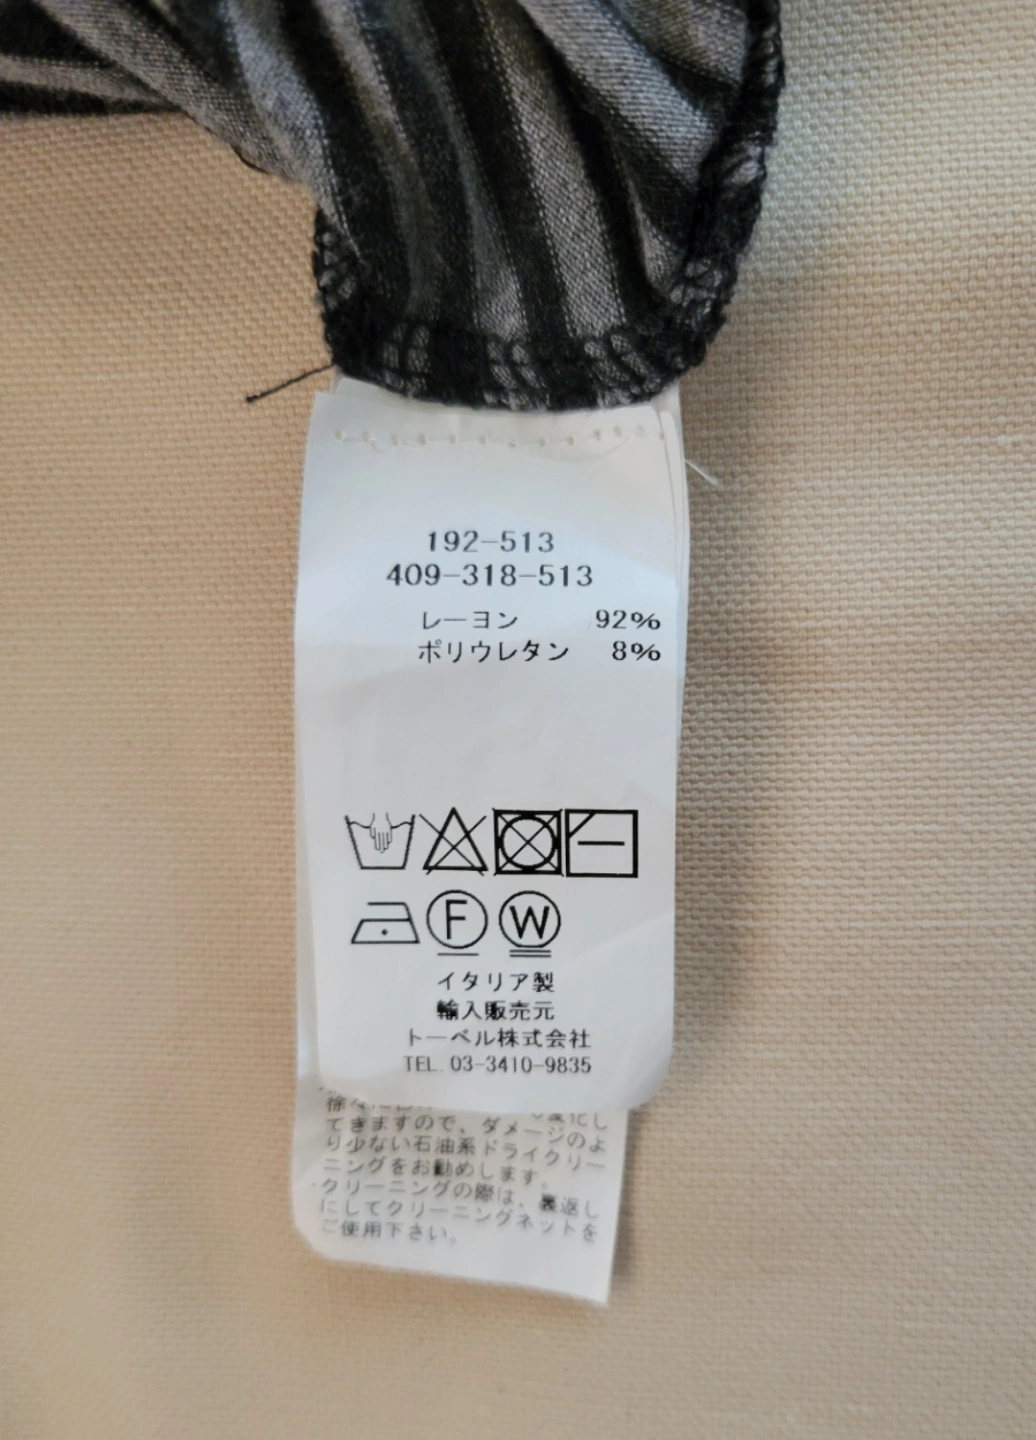 192-513
409-318-513
レーヨン 92%
ポリウレタン 8%
F W
イタリア製
輸入販売元
トーベル株式会社
TEL. 03-3410-9835
変化し
てきますので、ダメージのよ
り少ない石油系ドライクリー
ニングをお勧めします。
・クリーニングの際は、裏返し
にしてクリーニングネットを
ご使用下さい。